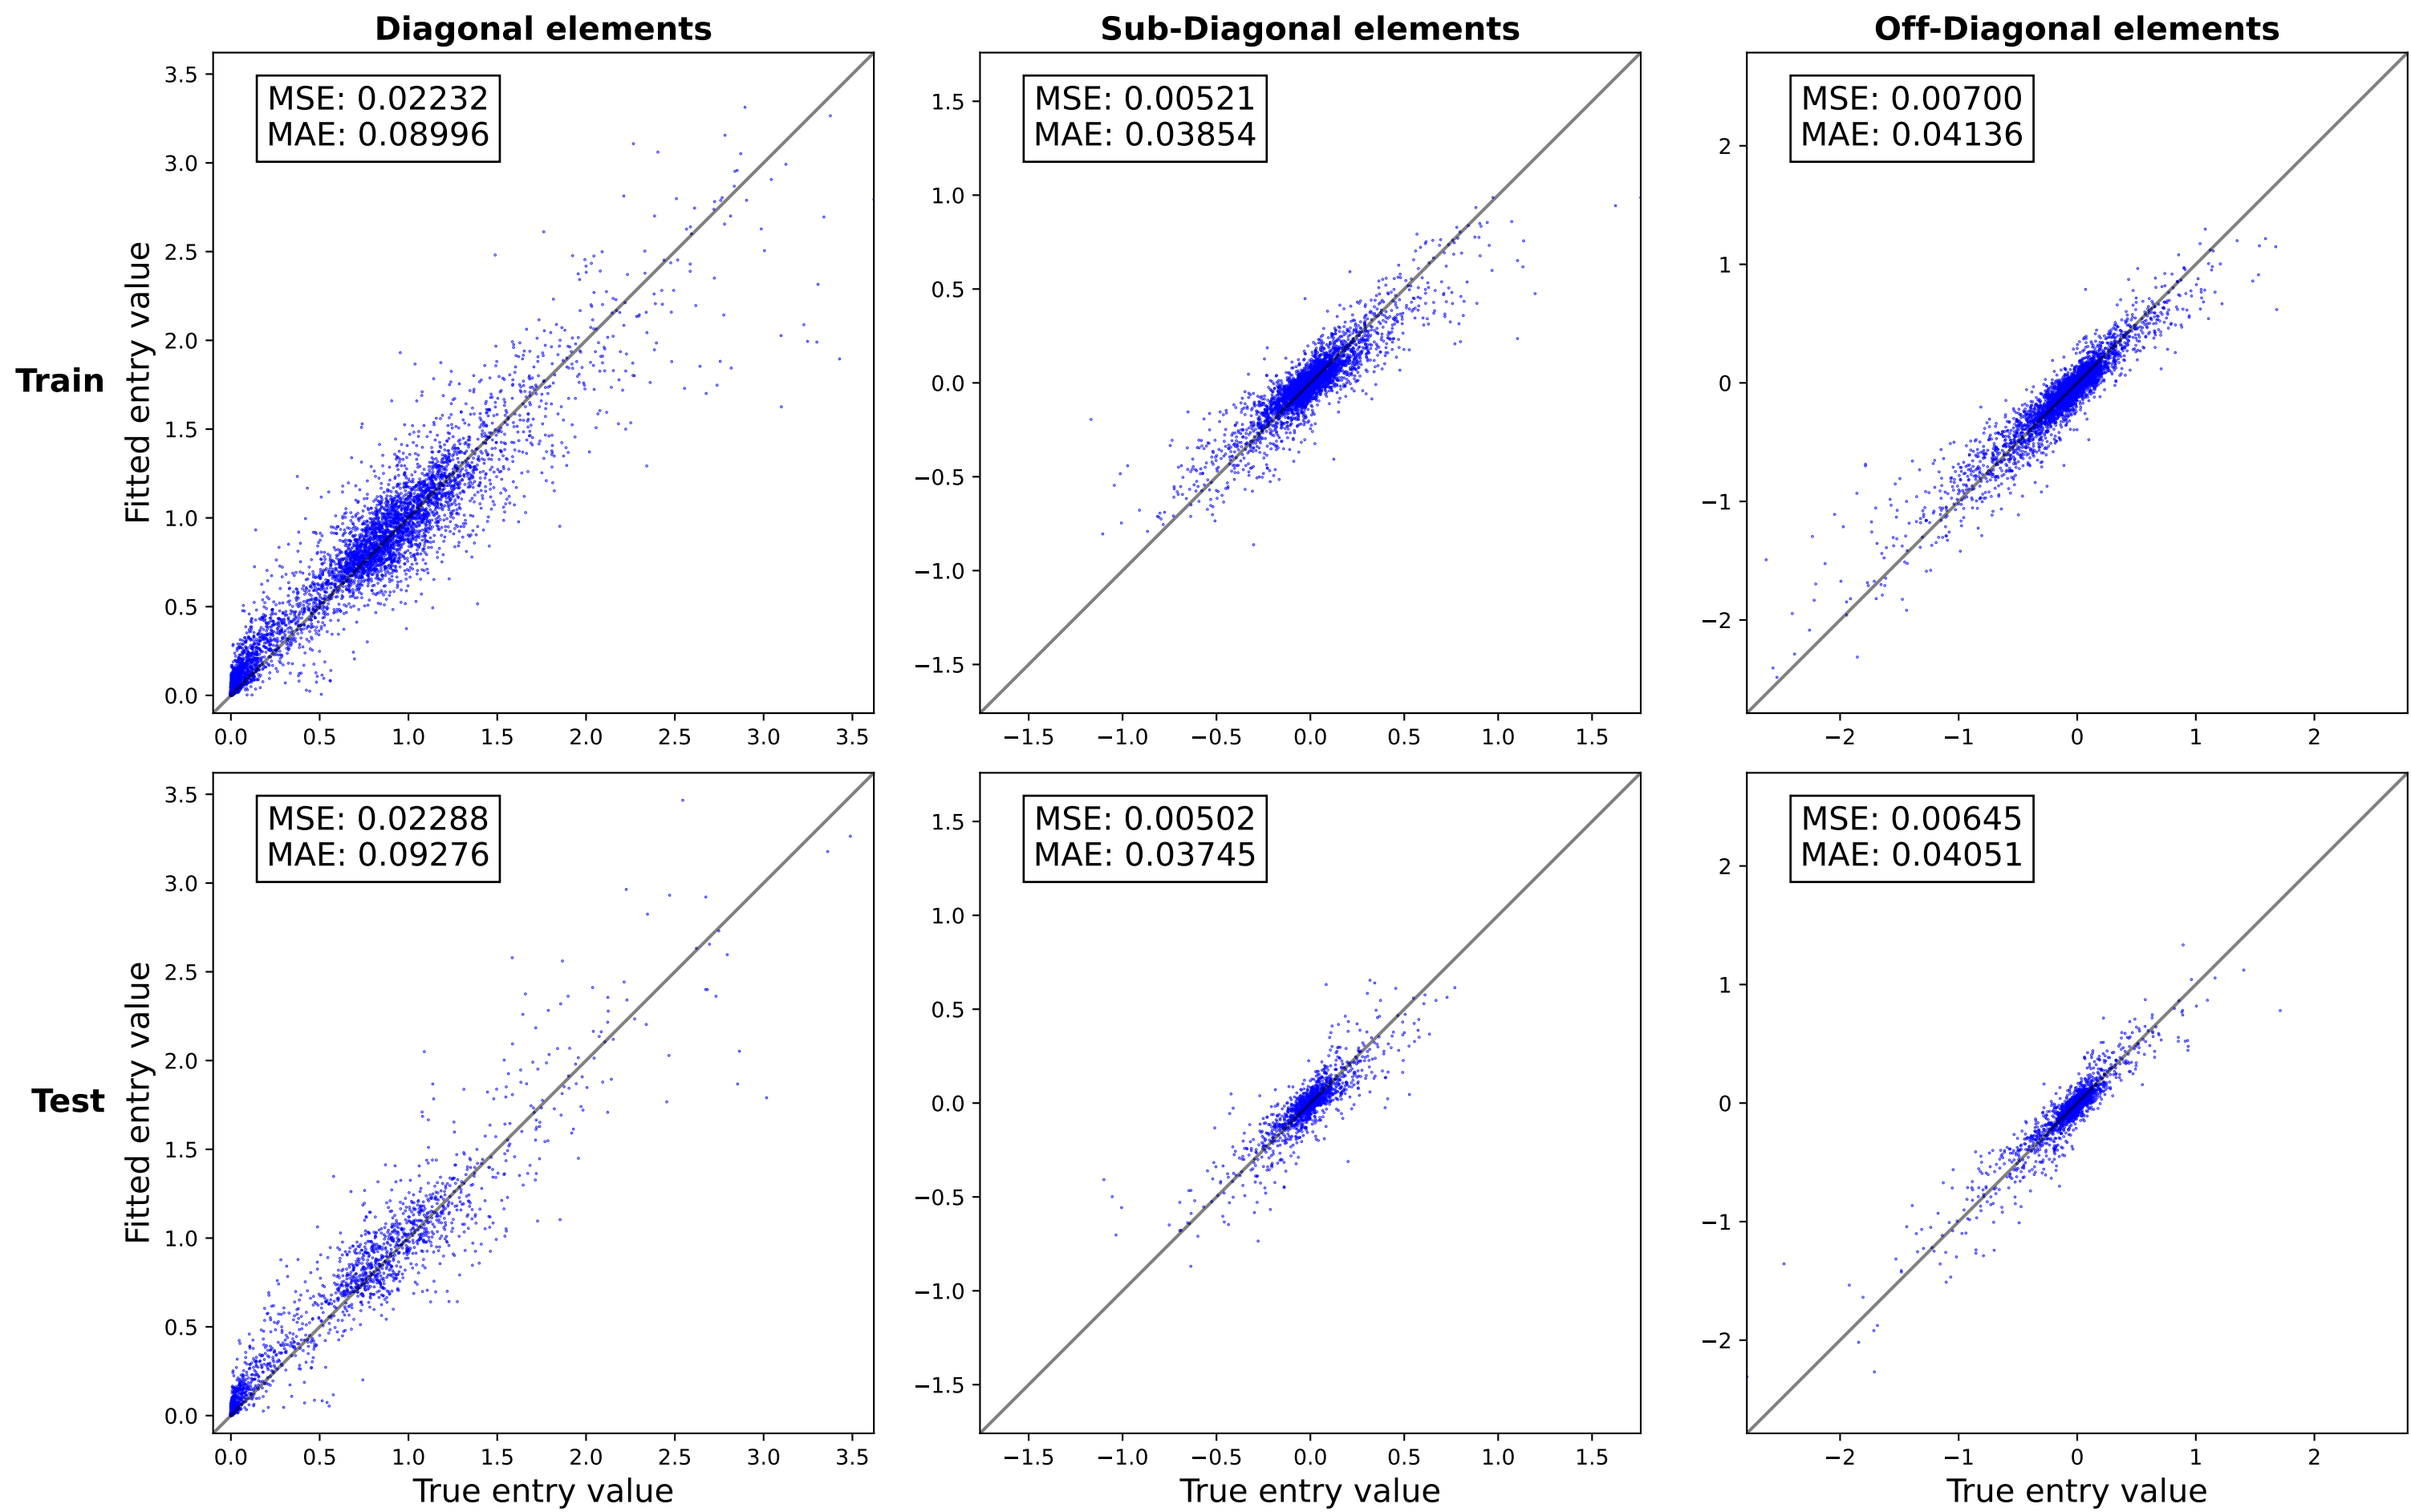 Diagonal elements
Sub-Diagonal elements
Off-Diagonal elements
Train
Fitted entry value
3.5
3.0
2.5
2.0
1.5
1.0
0.5
0.0
MSE: 0.02232
MAE: 0.08996
0.0 0.5 1.0 1.5 2.0 2.5 3.0 3.5
1.5
1.0
0.5
0.0
−0.5
−1.0
−1.5
MSE: 0.00521
MAE: 0.03854
−1.5 −1.0 −0.5 0.0 0.5 1.0 1.5
2
1
0
−1
−2
MSE: 0.00700
MAE: 0.04136
−2 −1 0 1 2
Test
Fitted entry value
3.5
3.0
2.5
2.0
1.5
1.0
0.5
0.0
MSE: 0.02288
MAE: 0.09276
0.0 0.5 1.0 1.5 2.0 2.5 3.0 3.5
True entry value
1.5
1.0
0.5
0.0
−0.5
−1.0
−1.5
MSE: 0.00502
MAE: 0.03745
−1.5 −1.0 −0.5 0.0 0.5 1.0 1.5
True entry value
2
1
0
−1
−2
MSE: 0.00645
MAE: 0.04051
−2 −1 0 1 2
True entry value